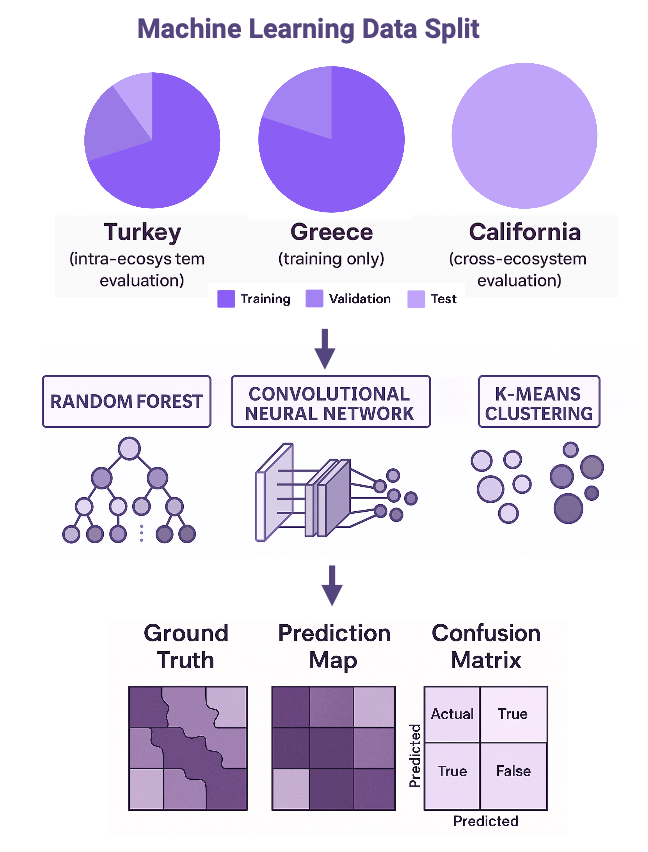 Machine Learning Data Split
Turkey
(intra-ecosys tem
evaluation)
Greece
(training only)
California
(cross-ecosystem
evaluation)
Training
Validation
Test
RANDOM FOREST
CONVOLUTIONAL
NEURAL NETWORK
K-MEANS
CLUSTERING
Ground
Truth
Prediction
Map
Confusion
Matrix
Predicted
Actual
True
True
False
Predicted